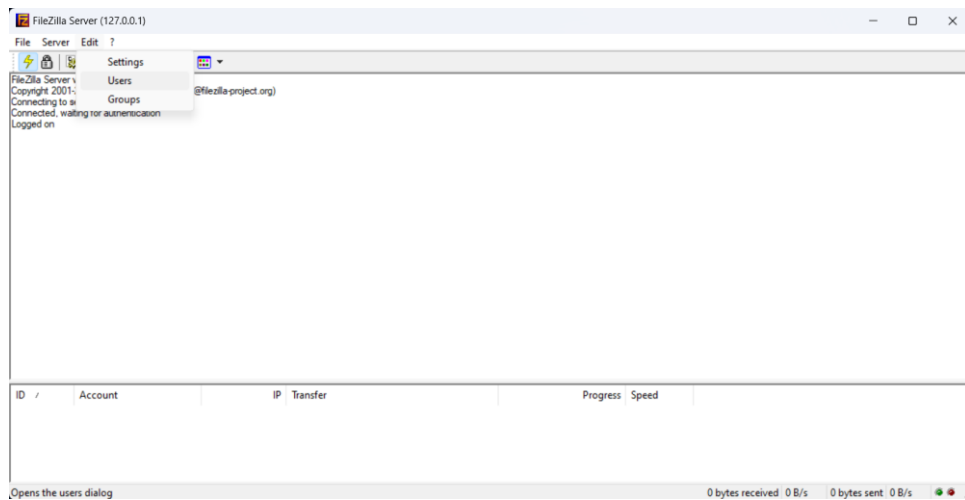 FileZilla Server (127.0.0.1)
File Server Edit ?
Settings
Users
Groups
FileZilla Server
Copyright 2001- @filezilla-project.org)
Connecting to
Connected, waiting for authentication
Logged on
ID / Account IP Transfer Progress Speed
Opens the users dialog 0 bytes received 0 B/s 0 bytes sent 0 B/s